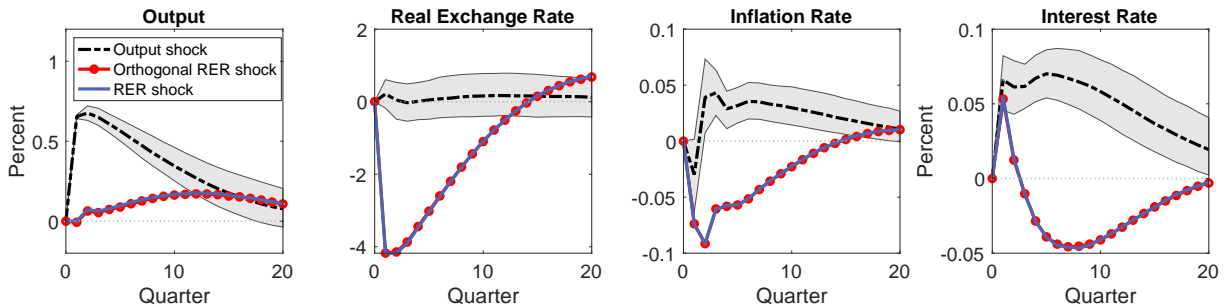 Output
Percent
1
0.5
0
Output shock
Orthogonal RER shock
RER shock
0 10 20
Quarter
Real Exchange Rate
0
-2
-4
0 10 20
Quarter
Inflation Rate
0.1
0.05
0
-0.05
-0.1
0 10 20
Quarter
Interest Rate
Percent
0.1
0.05
0
-0.05
0 10 20
Quarter